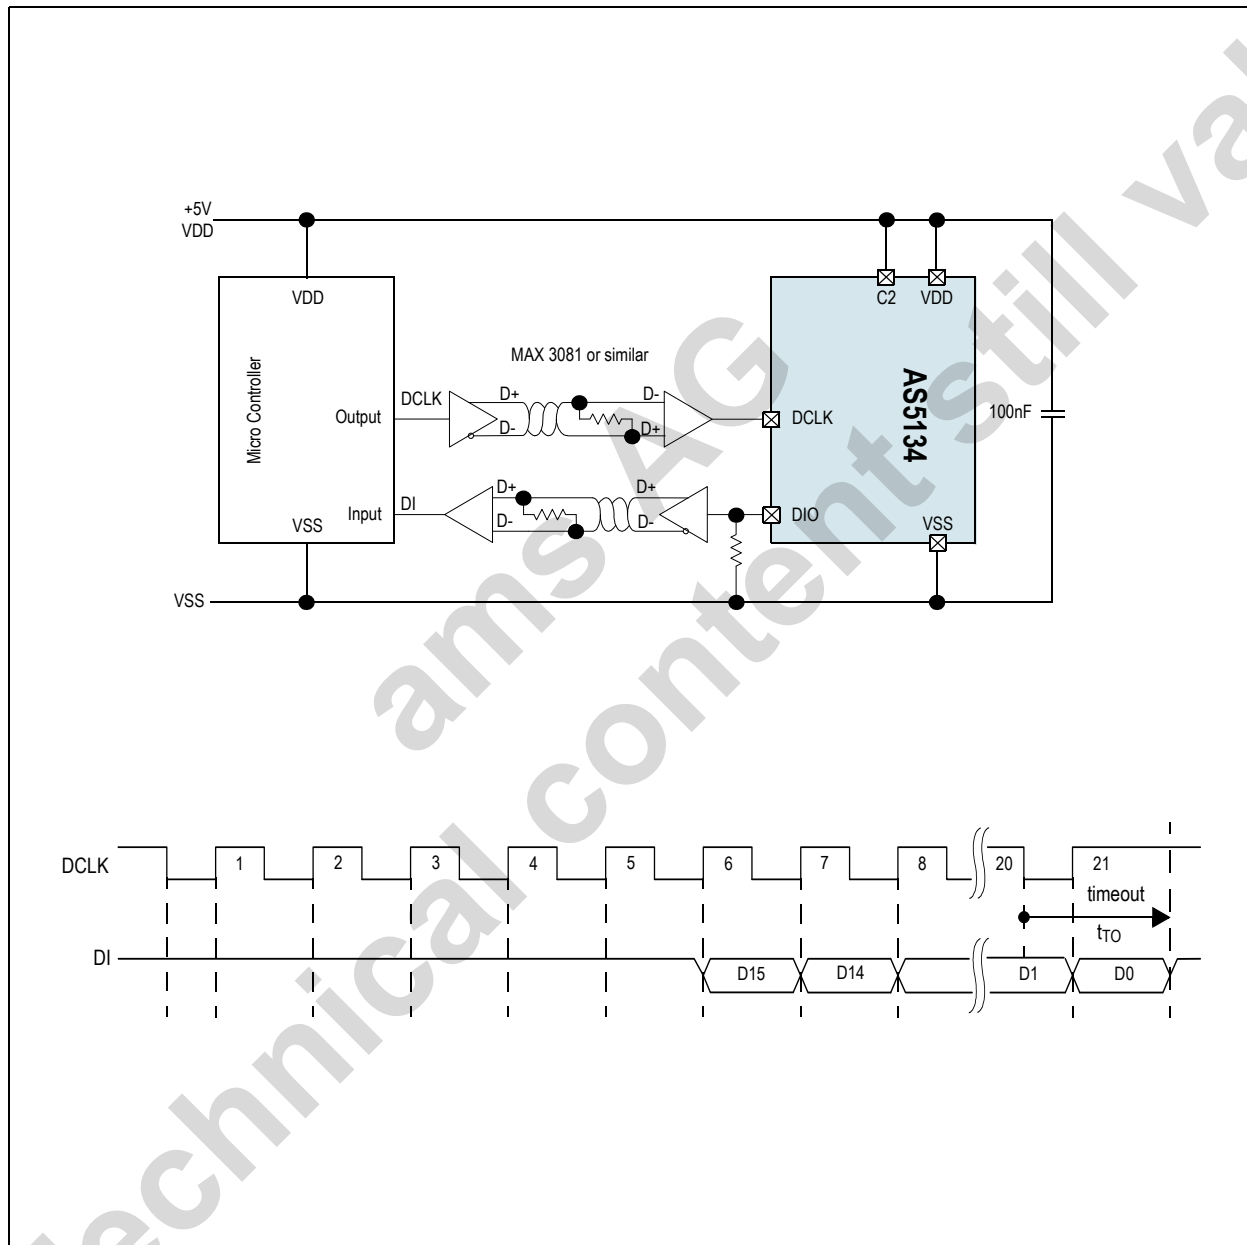 +5V
VDD
VDD
C2
VDD
Micro Controller
MAX 3081 or similar
AS5134
DCLK
D+
D-
Output
D-
D+
DCLK
100nF
DI
D+
D-
D+
D-
Input
DIO
VSS
VSS
VSS
ams AG
technical content still val
DCLK
1
2
3
4
5
6
7
8
20
21
timeout
tTO
DI
D15
D14
D1
D0